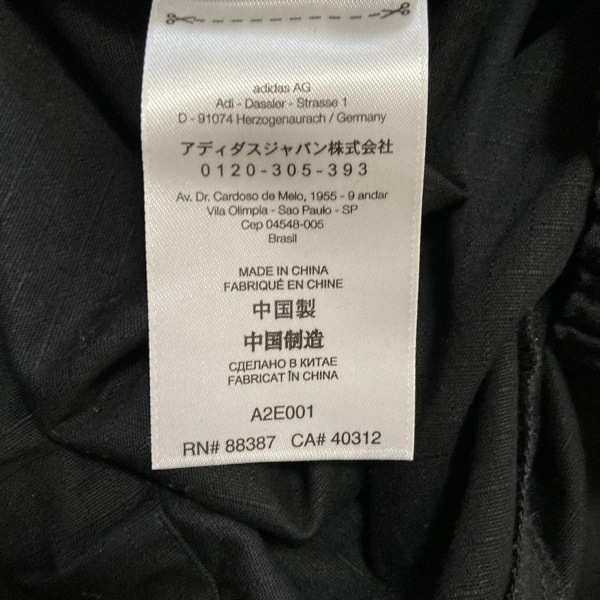 adidas AG
Adi - Dassler - Strasse 1
D - 91074 Herzogenaurach / Germany
アディダスジャパン株式会社
0120-305-393
Av. Dr. Cardoso de Melo, 1955 - 9 andar
Vila Olimpia - Sao Paulo - SP
Cep 04548-005
Brasil
MADE IN CHINA
FABRIQUÉ EN CHINE
中国製
中国制造
СДЕЛАНО В КИТАЕ
FABRICAT ÎN CHINA
A2E001
RN# 88387 CA# 40312